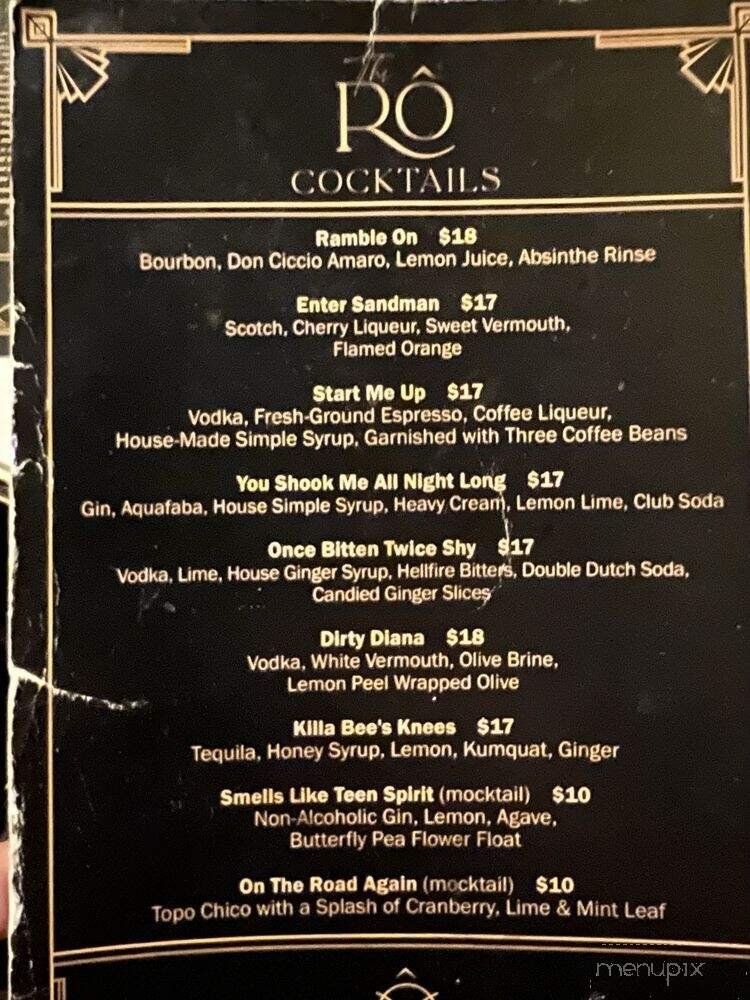 The
RÔ
COCKTAILS
Ramble On $18
Bourbon, Don Ciccio Amaro, Lemon Juice, Absinthe Rinse
Enter Sandman $17
Scotch, Cherry Liqueur, Sweet Vermouth,
Flamed Orange
Start Me Up $17
Vodka, Fresh-Ground Espresso, Coffee Liqueur,
House-Made Simple Syrup, Garnished with Three Coffee Beans
You Shook Me All Night Long $17
Gin, Aquafaba, House Simple Syrup, Heavy Cream, Lemon Lime, Club Soda
Once Bitten Twice Shy $17
Vodka, Lime, House Ginger Syrup, Hellfire Bitters, Double Dutch Soda,
Candied Ginger Slices
Dirty Diana $18
Vodka, White Vermouth, Olive Brine,
Lemon Peel Wrapped Olive
Killa Bee's Knees $17
Tequila, Honey Syrup, Lemon, Kumquat, Ginger
Smells Like Teen Spirit (mocktail) $10
Non-Alcoholic Gin, Lemon, Agave,
Butterfly Pea Flower Float
On The Road Again (mocktail) $10
Topo Chico with a Splash of Cranberry, Lime & Mint Leaf
menupix